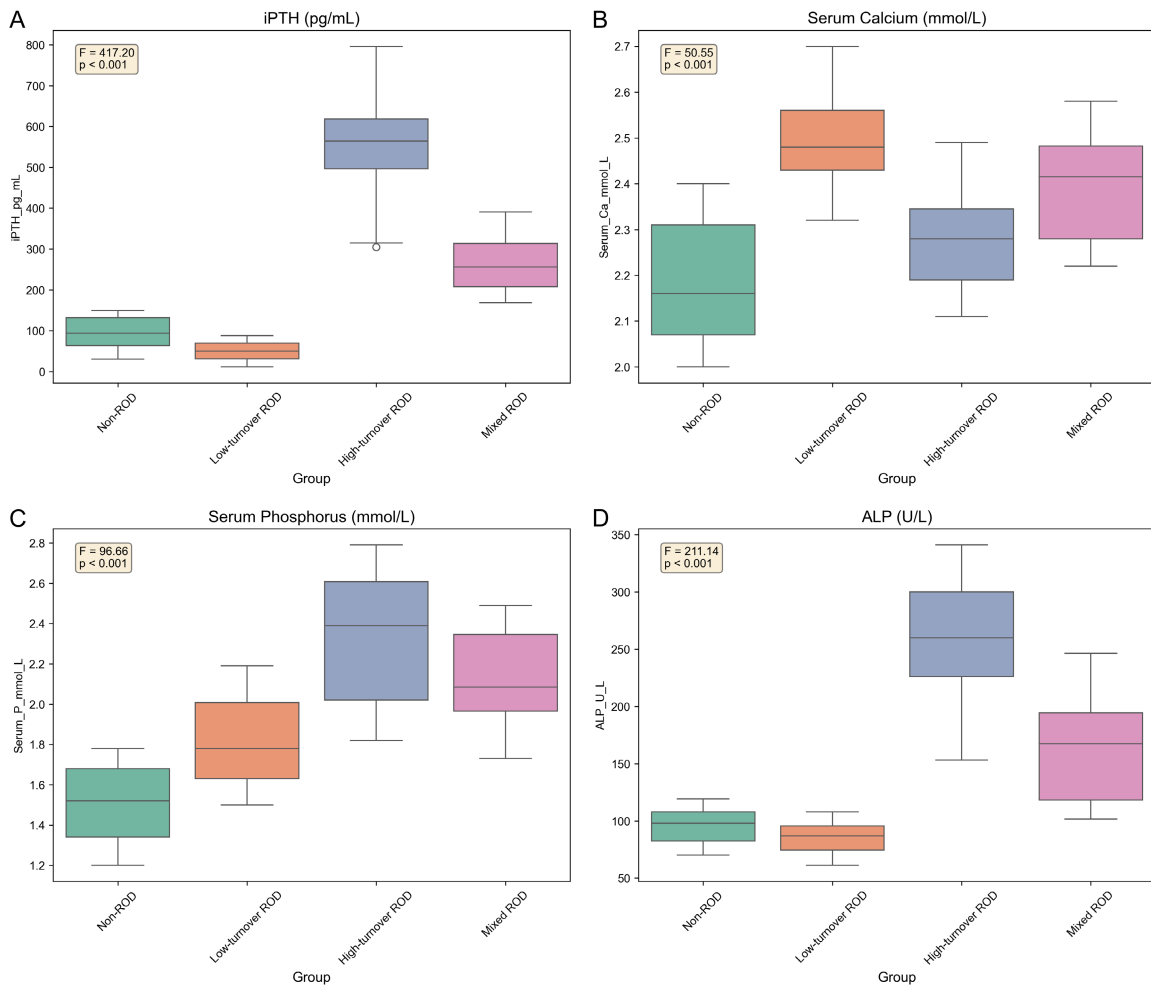 A
iPTH (pg/mL)
F = 417.20
p < 0.001
800
700
600
500
400
300
200
100
0
iPTH_pg_mL
Non-ROD
Low-turnover ROD
High-turnover ROD
Mixed ROD
Group
B
Serum Calcium (mmol/L)
F = 50.55
p < 0.001
2.7
2.6
2.5
2.4
2.3
2.2
2.1
2.0
Serum_Ca_mmol_L
Non-ROD
Low-turnover ROD
High-turnover ROD
Mixed ROD
Group
C
Serum Phosphorus (mmol/L)
F = 96.66
p < 0.001
2.8
2.6
2.4
2.2
2.0
1.8
1.6
1.4
1.2
Serum_P_mmol_L
Non-ROD
Low-turnover ROD
High-turnover ROD
Mixed ROD
Group
D
ALP (U/L)
F = 211.14
p < 0.001
350
300
250
200
150
100
50
ALP_U_L
Non-ROD
Low-turnover ROD
High-turnover ROD
Mixed ROD
Group